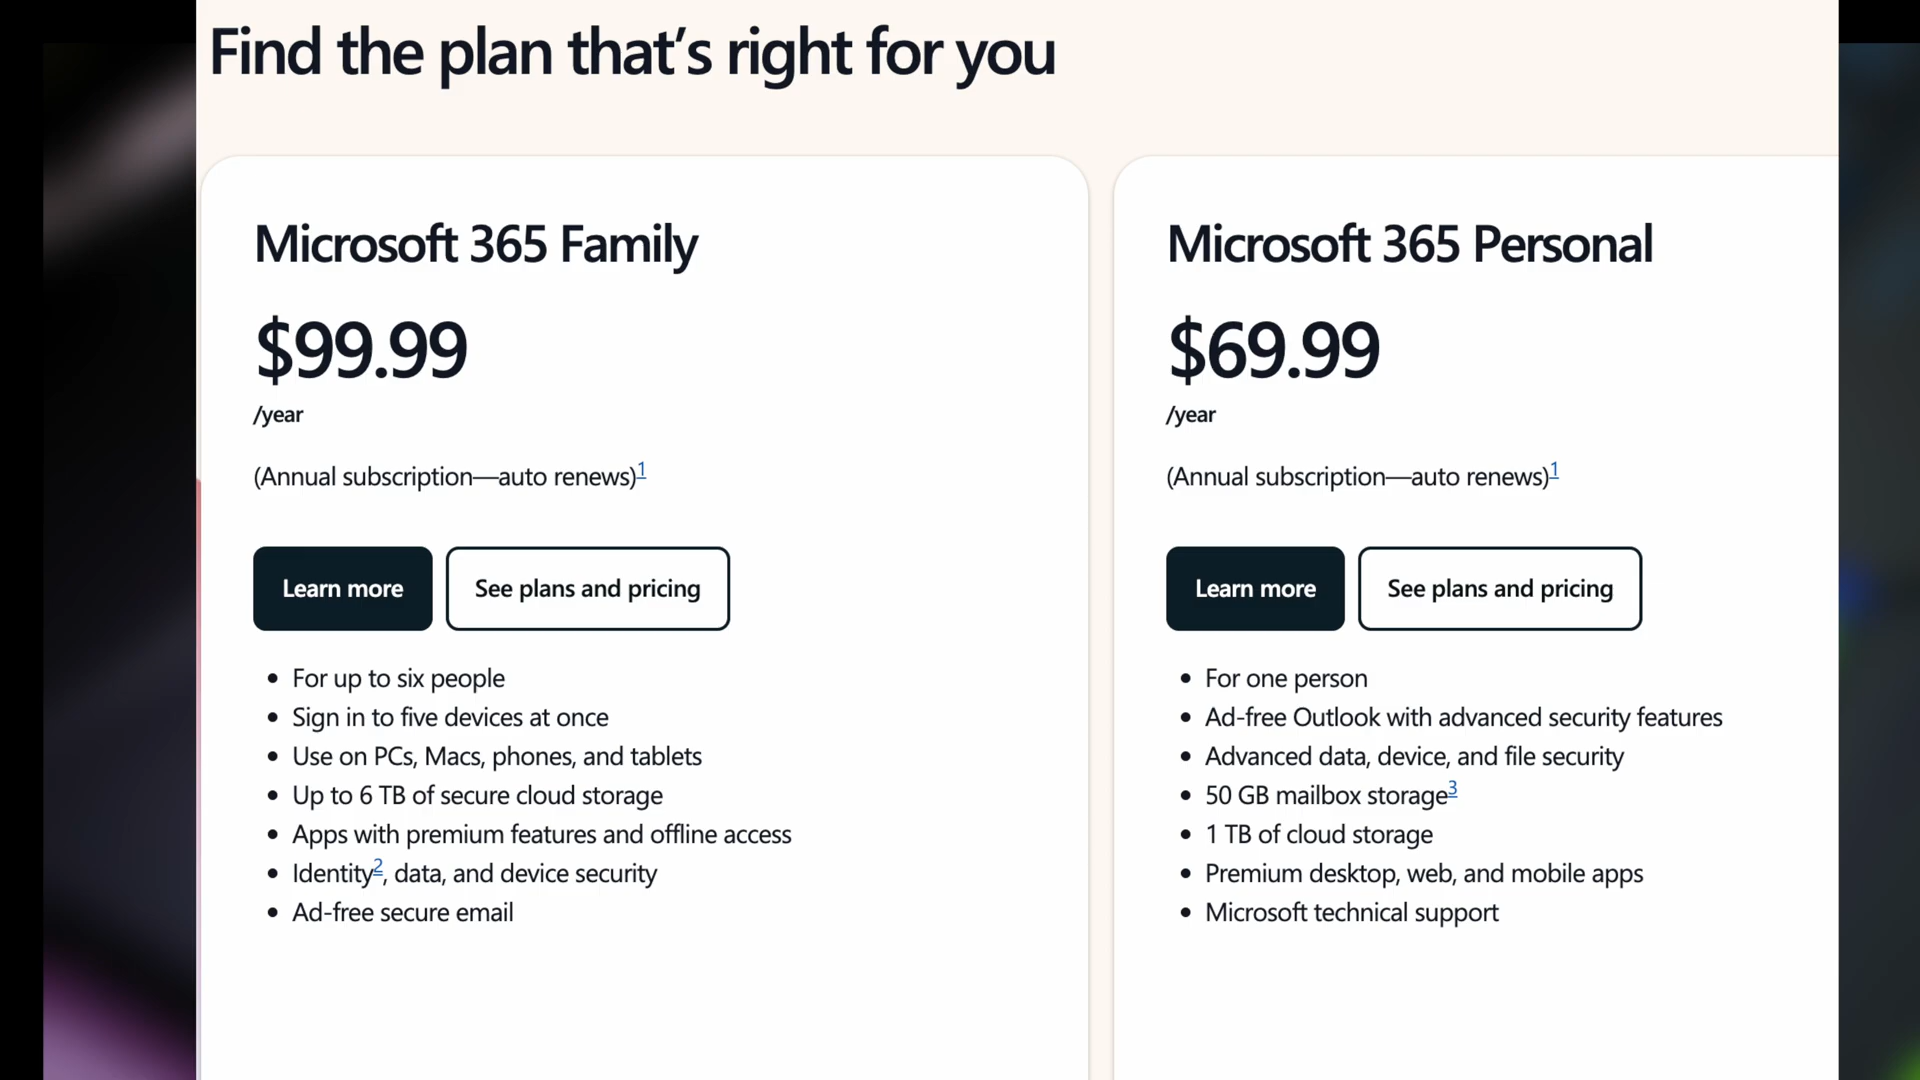 Find the plan that’s right for you
Microsoft 365 Family
$99.99
/year
(Annual subscription—auto renews)1
Learn more
See plans and pricing
• For up to six people
• Sign in to five devices at once
• Use on PCs, Macs, phones, and tablets
• Up to 6 TB of secure cloud storage
• Apps with premium features and offline access
• Identity2, data, and device security
• Ad-free secure email
Microsoft 365 Personal
$69.99
/year
(Annual subscription—auto renews)1
Learn more
See plans and pricing
• For one person
• Ad-free Outlook with advanced security features
• Advanced data, device, and file security
• 50 GB mailbox storage3
• 1 TB of cloud storage
• Premium desktop, web, and mobile apps
• Microsoft technical support